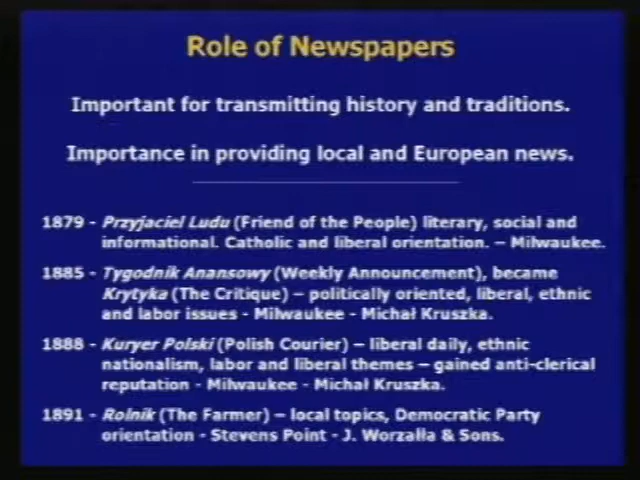 Role of Newspapers
Important for transmitting history and traditions.
Importance in providing local and European news.
1879 - Przyjaciel Ludu (Friend of the People) literary, social and
informational. Catholic and liberal orientation. – Milwaukee.
1885 - Tygodnik Anansowy (Weekly Announcement), became
Krytyka (The Critique) – politically oriented, liberal, ethnic
and labor issues - Milwaukee - Michał Kruszka.
1888 - Kuryer Polski (Polish Courier) – liberal daily, ethnic
nationalism, labor and liberal themes – gained anti-clerical
reputation - Milwaukee - Michał Kruszka.
1891 - Rolnik (The Farmer) – local topics, Democratic Party
orientation - Stevens Point - J. Worzałła & Sons.